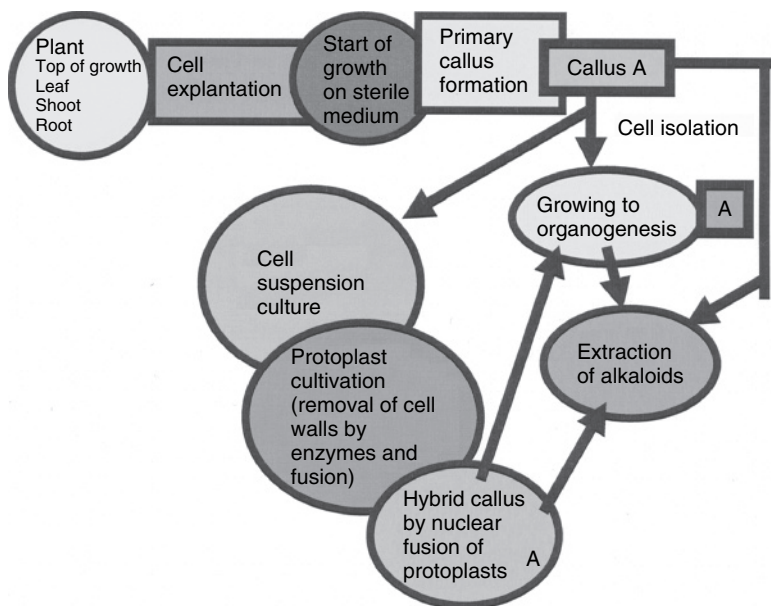 Plant
Top of growth
Leaf
Shoot
Root
Cell
explantation
Start of
growth
on sterile
medium
Primary
callus
formation
Callus A
Cell isolation
Growing to
organogenesis
A
Cell
suspension
culture
Extraction
of alkaloids
Protoplast
cultivation
(removal of cell
walls by
enzymes and
fusion)
Hybrid callus
by nuclear
fusion of
protoplasts
A